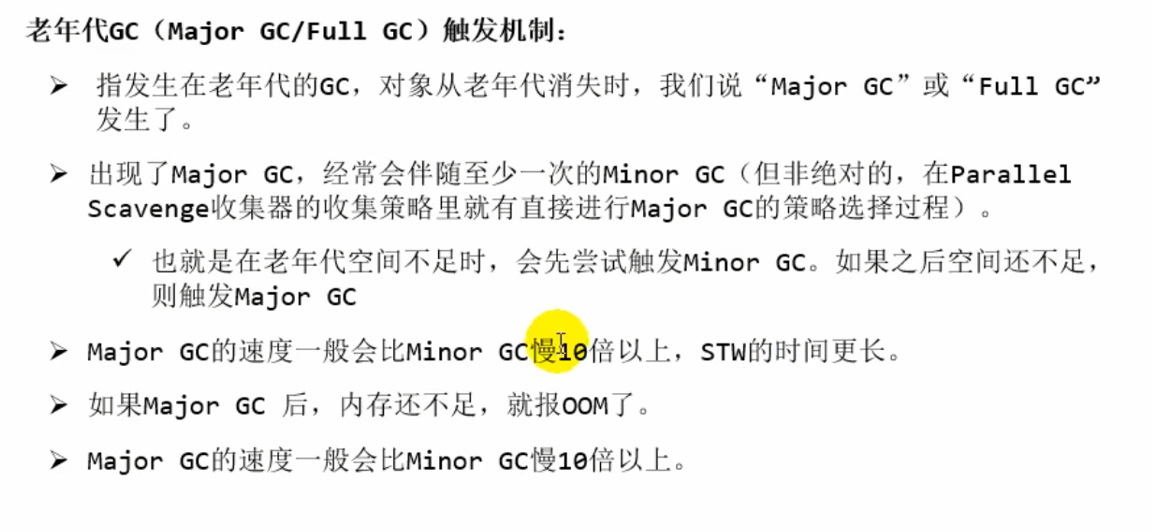 老年代GC（Major GC/Full GC）触发机制：
➢ 指发生在老年代的GC，对象从老年代消失时，我们说“Major GC”或“Full GC”
发生了。
➢ 出现了Major GC，经常会伴随至少一次的Minor GC（但非绝对的，在Parallel
Scavenge收集器的收集策略里就有直接进行Major GC的策略选择过程）。
✓ 也就是在老年代空间不足时，会先尝试触发Minor GC。如果之后空间还不足，
则触发Major GC
➢ Major GC的速度一般会比Minor GC慢10倍以上，STW的时间更长。
➢ 如果Major GC 后，内存还不足，就报OOM了。
➢ Major GC的速度一般会比Minor GC慢10倍以上。